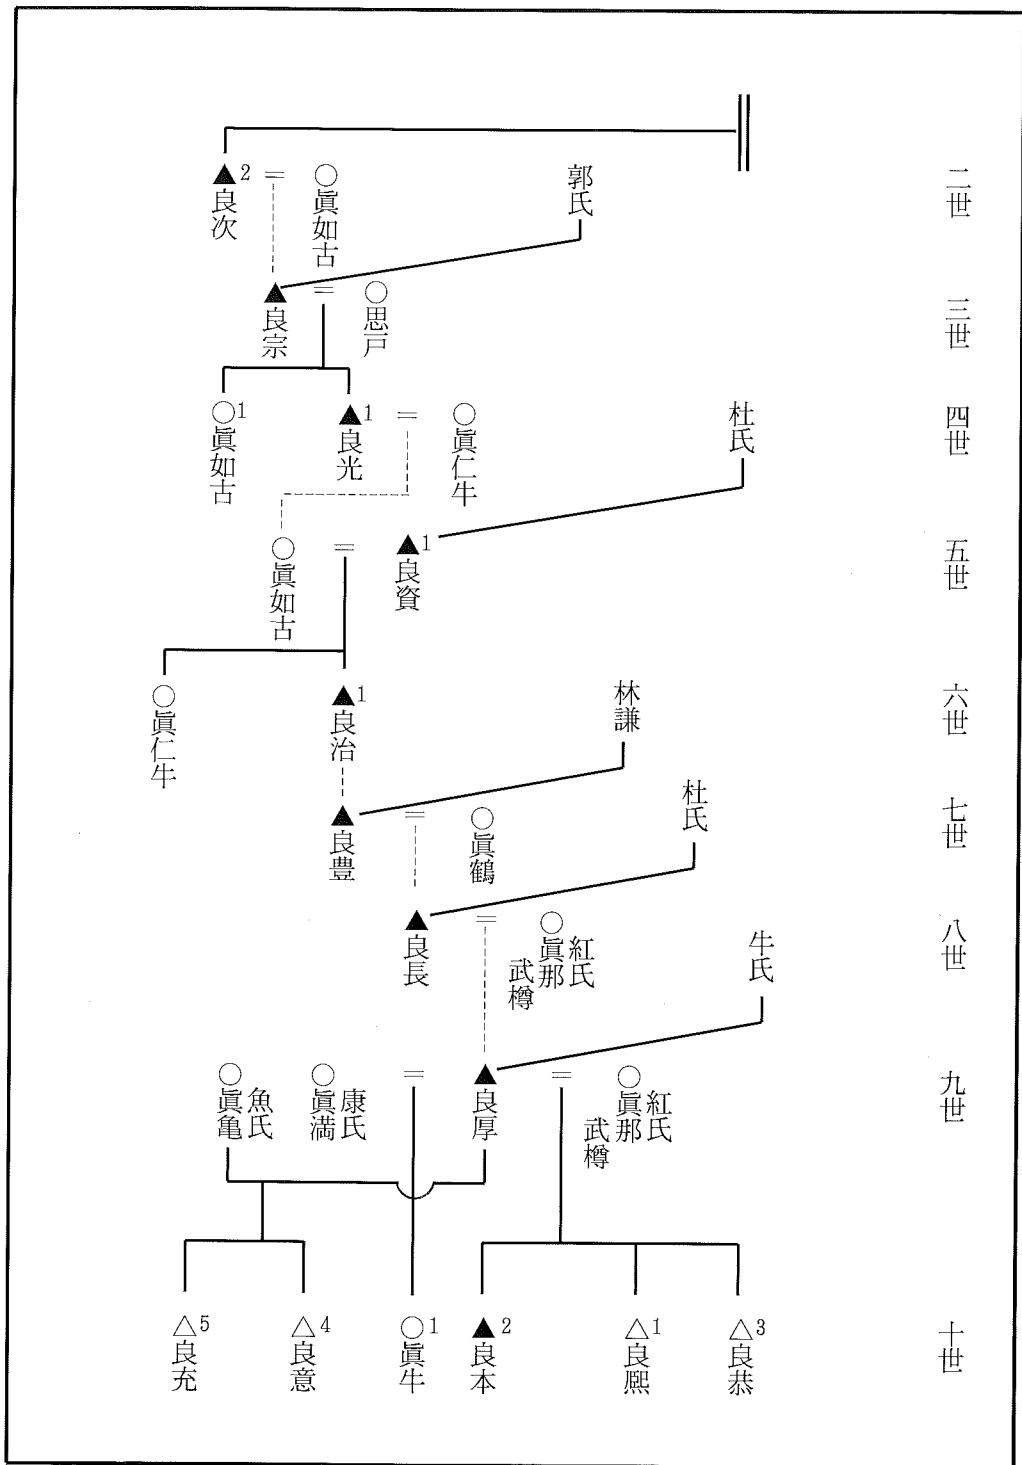 二世
郭氏
○眞如古
=
▲2良次
三世
○思戸
=
▲良宗
四世
杜氏
○眞仁牛
=
▲1良光
○1眞如古
五世
▲1良資
=
○眞如古
六世
林謙
▲1良治
○眞仁牛
七世
杜氏
○眞鶴
=
▲良豊
八世
牛氏
紅氏
○眞那
武樽
=
▲良長
九世
紅氏
○眞那
武樽
=
▲良厚
=
康氏
○眞満
魚氏
○眞亀
十世
△3良恭
△1良熙
▲2良本
○1眞牛
△4良意
△5良充